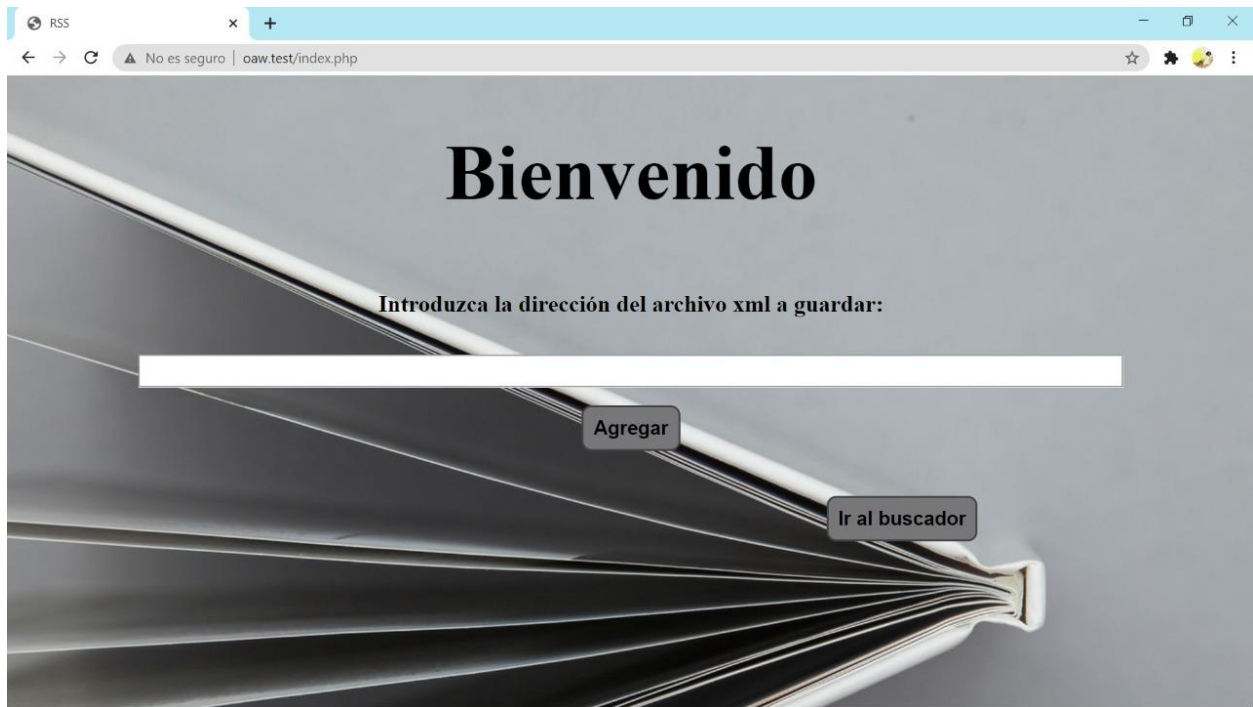 RSS
No es seguro | oaw.test/index.php
Bienvenido
Introduzca la dirección del archivo xml a guardar:
Agregar
Ir al buscador